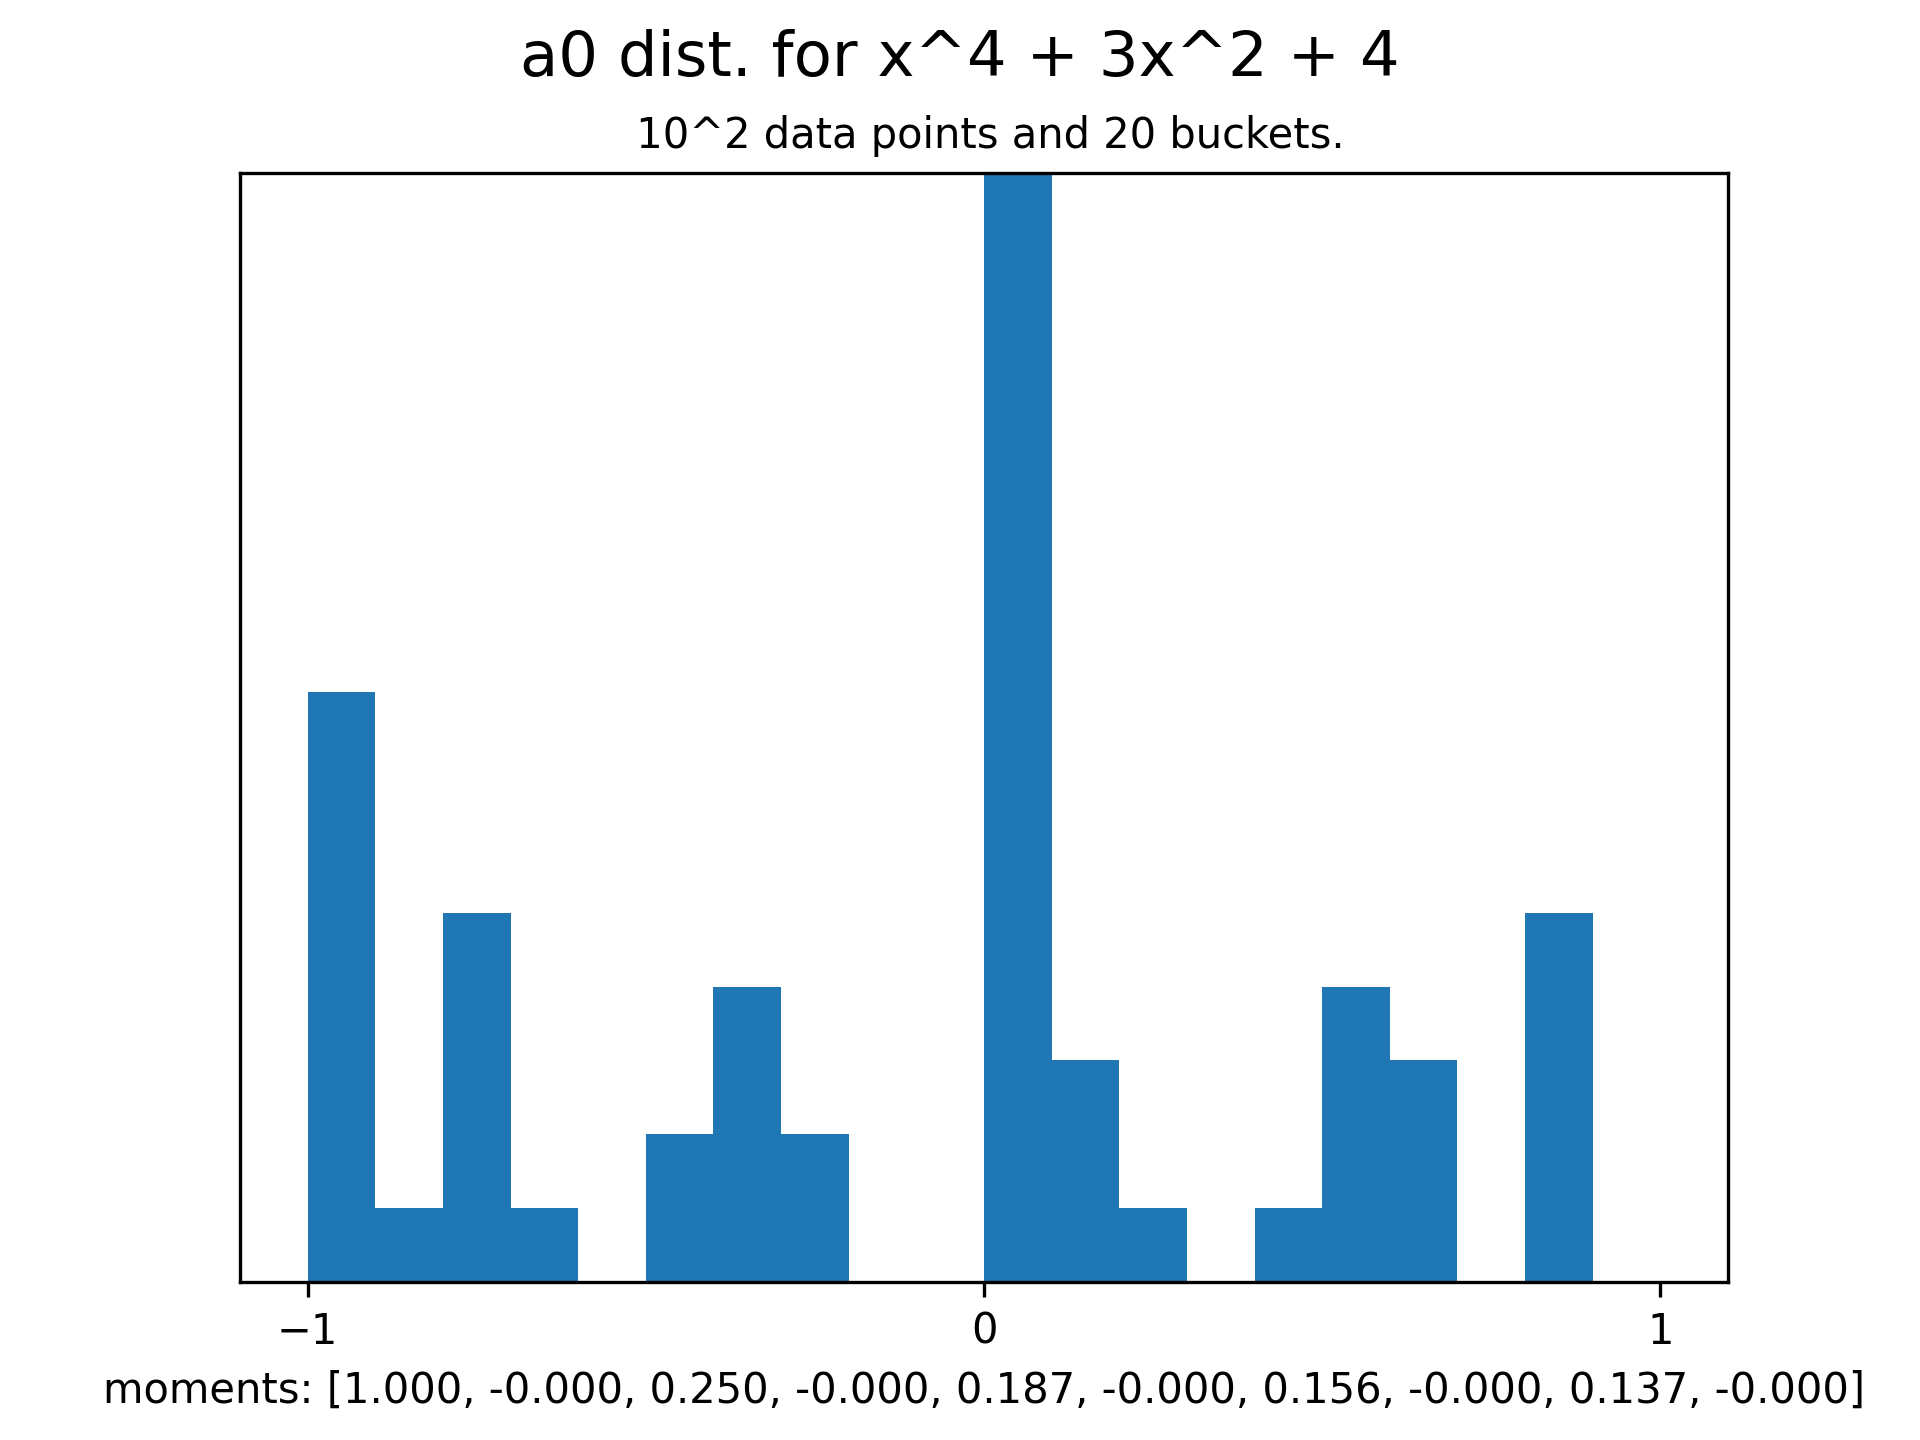 a0 dist. for x^4 + 3x^2 + 4
10^2 data points and 20 buckets.
−1 0 1
moments: [1.000, -0.000, 0.250, -0.000, 0.187, -0.000, 0.156, -0.000, 0.137, -0.000]